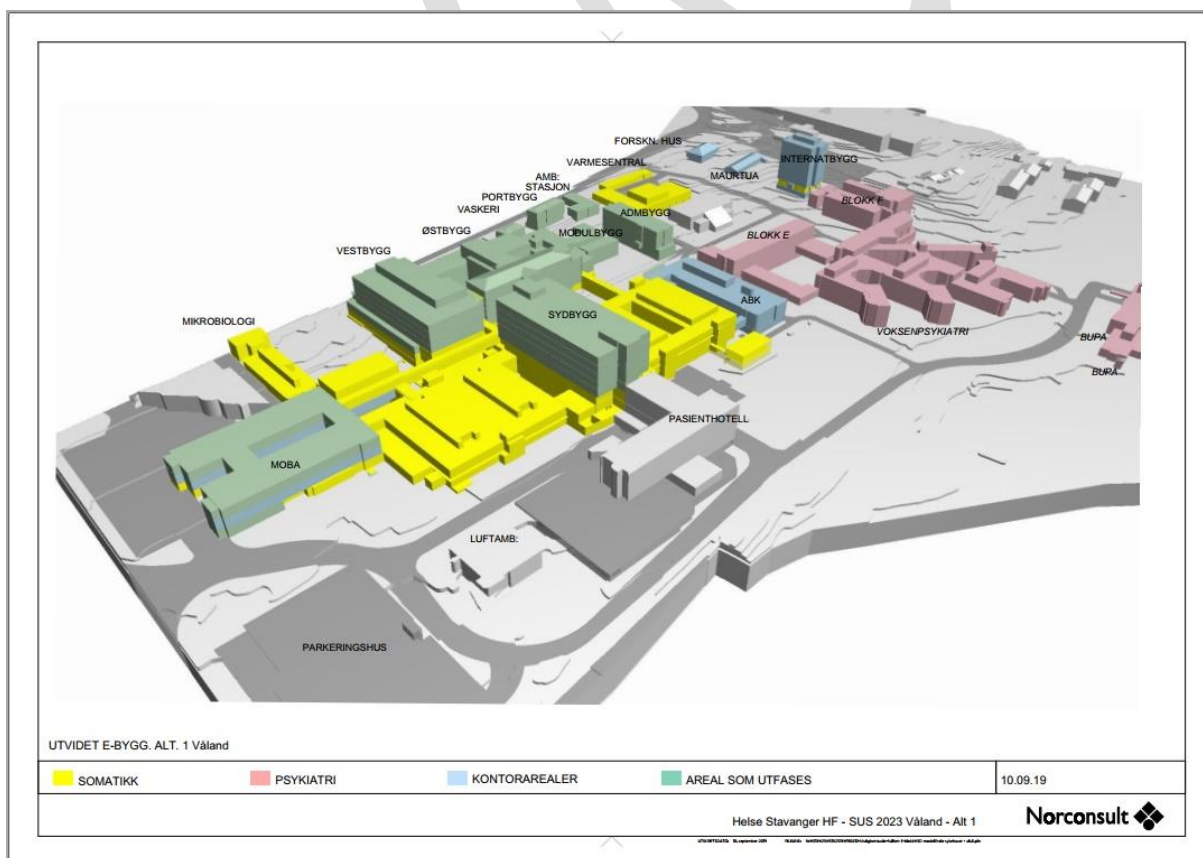 FORSKN. HUS
VARMESENTRAL
INTERNATBYGG
MAURTUA
AMB:
STASJON
PORTBYGG
VASKERI
ADMBYGG
BLOKK F
ØSTBYGG
MODULBYGG
BLOKK E
VESTBYGG
ABK
SYDBYGG
MIKROBIOLOGI
VOKSENPSYKIATRI
BUPA
BUPA
PASIENTHOTELL
MOBA
LUFTAMB:
PARKERINGSHUS
UTVIDET E-BYGG. ALT. 1 Våland
SOMATIKK
PSYKIATRI
KONTORAREALER
AREAL SOM UTFASES
10.09.19
Helse Stavanger HF - SUS 2023 Våland - Alt 1
Norconsult